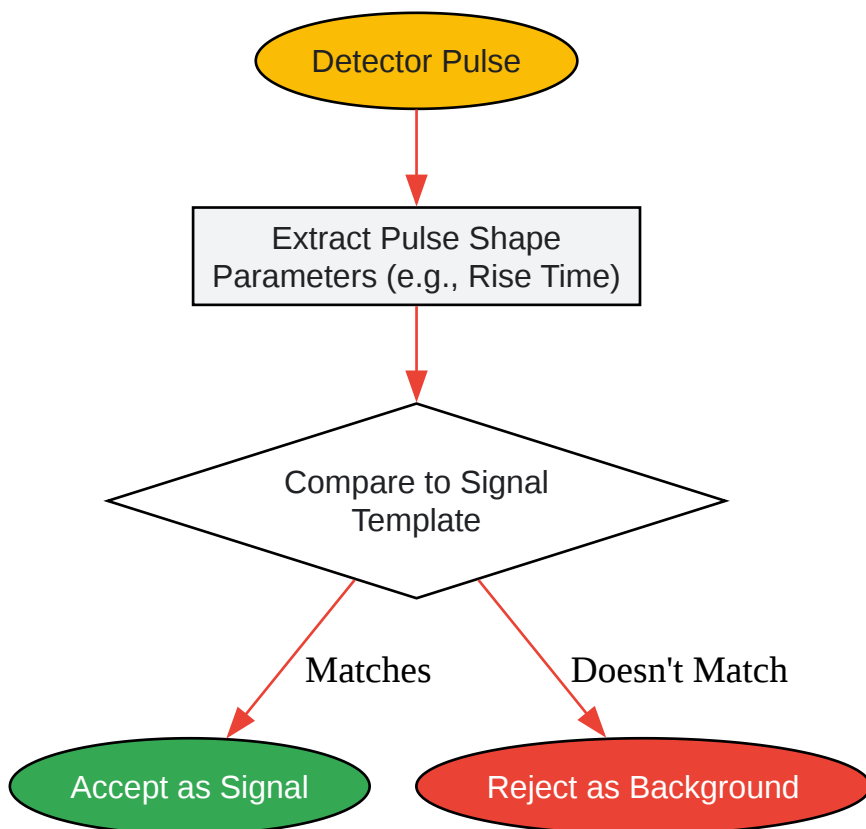 Detector Pulse
Extract Pulse Shape
Parameters (e.g., Rise Time)
Compare to Signal
Template
Matches
Doesn't Match
Accept as Signal
Reject as Background